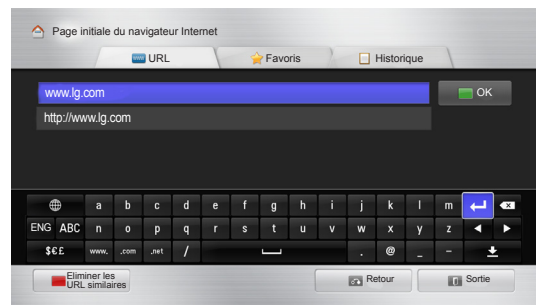 Page initiale du navigateur Internet
www URL
Favoris
Historique
www.lg.com
OK
http://www.lg.com
a b c d e f g h i j k l m
ENG ABC n o p q r s t u v w x y z
$€£ www. .com .net / . @ _ -
Eliminer les
URL similaires
Retour
Sortie